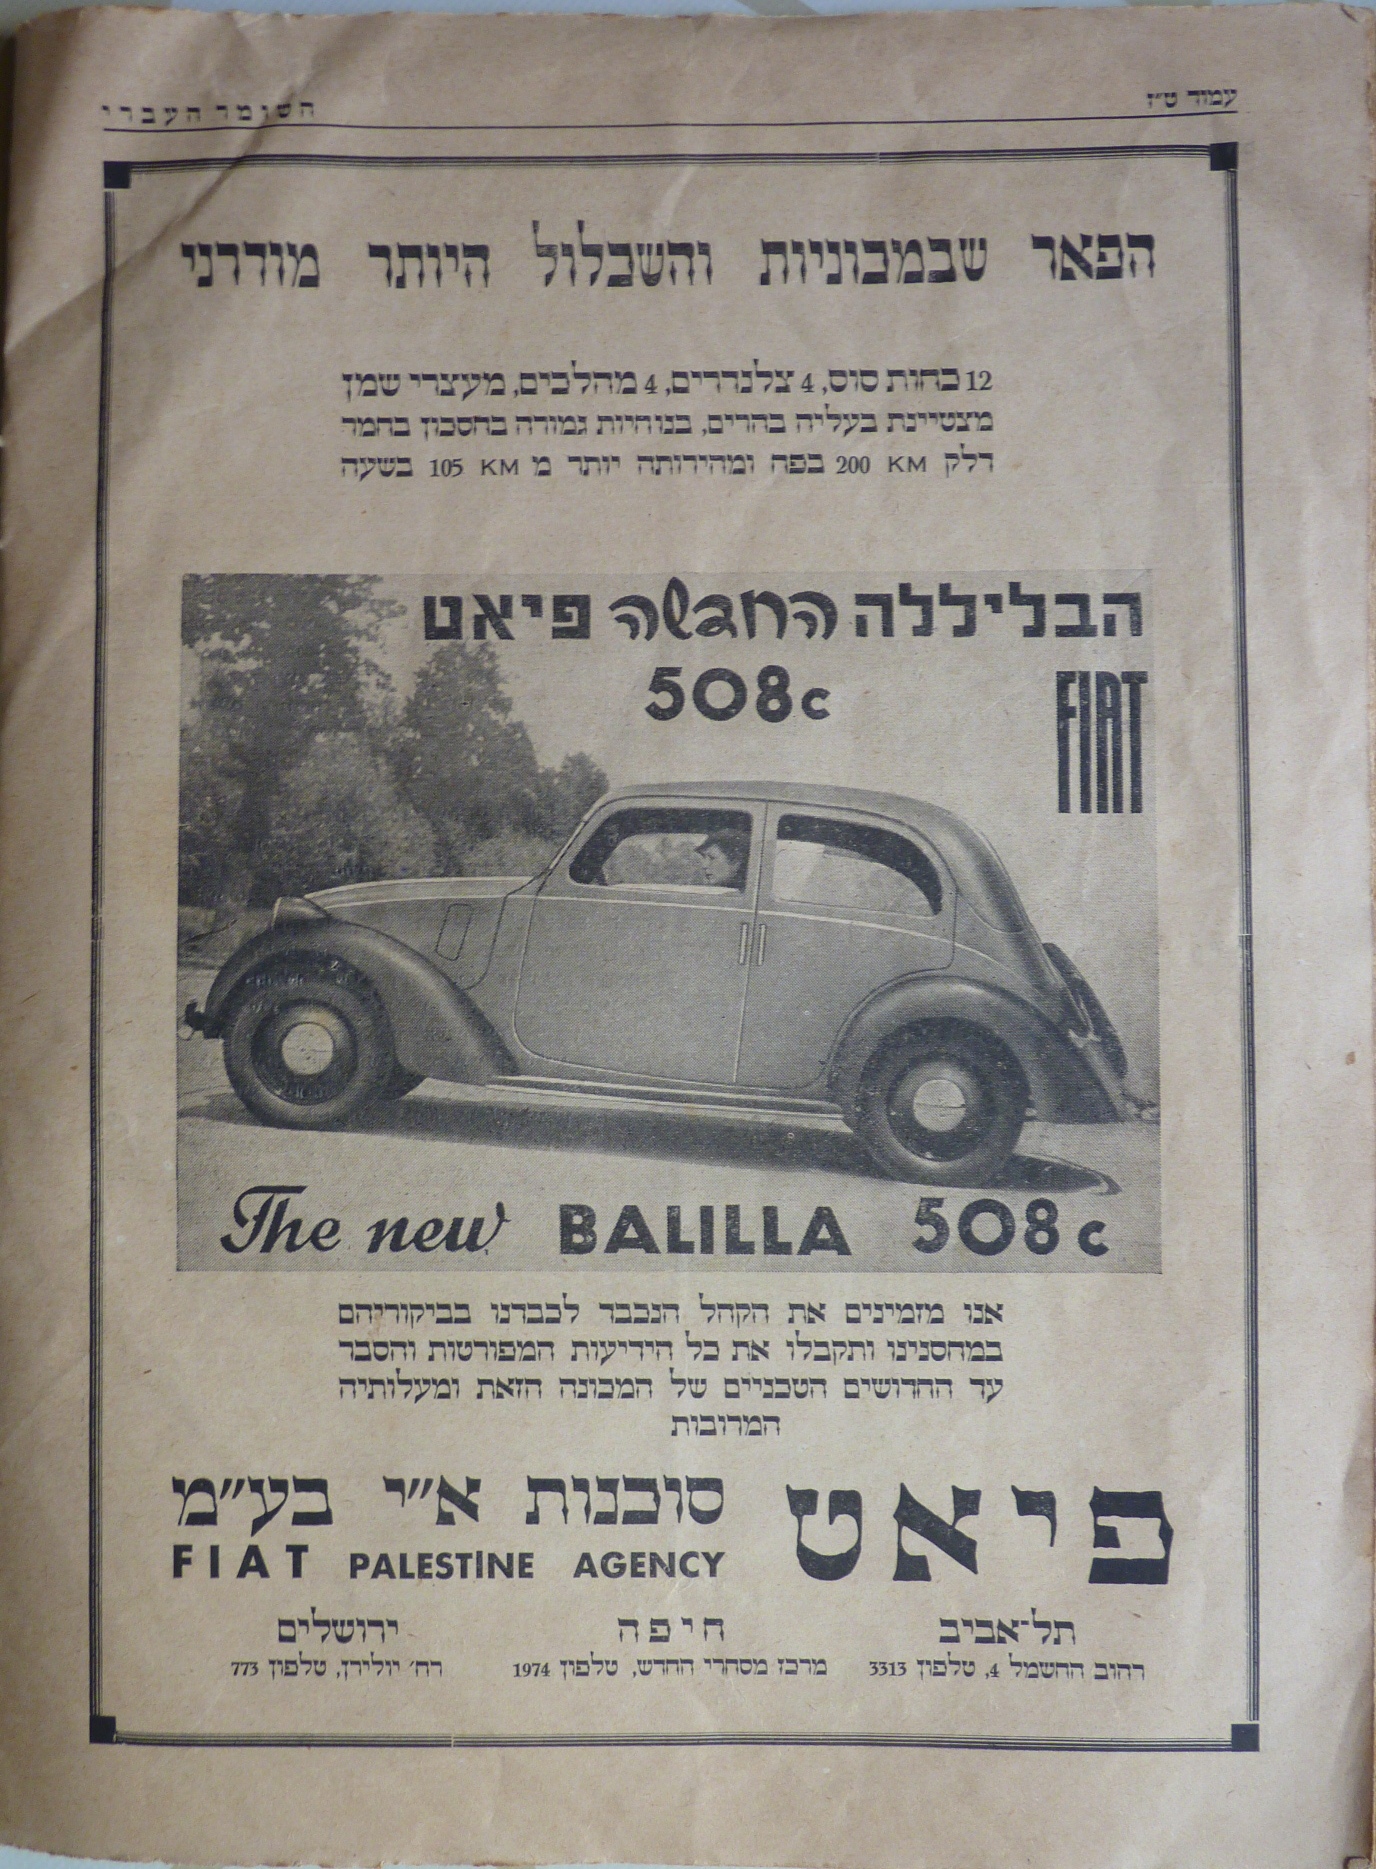 עמוד ט״ז
השומר העברי
הפאר שבמכוניות והשכלול היותר מודרני
12 כחות סוס, 4 צלנדרים, 4 מהלכים, מעצרי שמן
מצטיינת בעליה בהרים, בנוחיות גמורה בחסכון בחמר
דלק 200 KM בפח ומהירותה יותר מ 105 KM בשעה
הבלילה החדשה פיאט
508c
FIAT
The new BALILLA 508c
אנו מזמינים את הקהל הנכבד לכבדנו בביקוריהם
במחסנינו ותקבלו את כל הידיעות המפורטות והסבר
עד החדושים הטכניים של המכונה הזאת ומעלותיה
המרובות
פיאט
סוכנות א״י בע״מ
FIAT PALESTINE AGENCY
תל־אביב
רחוב החשמל 4, טלפון 3313
חיפה
מרכז מסחרי החדש, טלפון 1974
ירושלים
רח׳ יולירן, טלפון 773